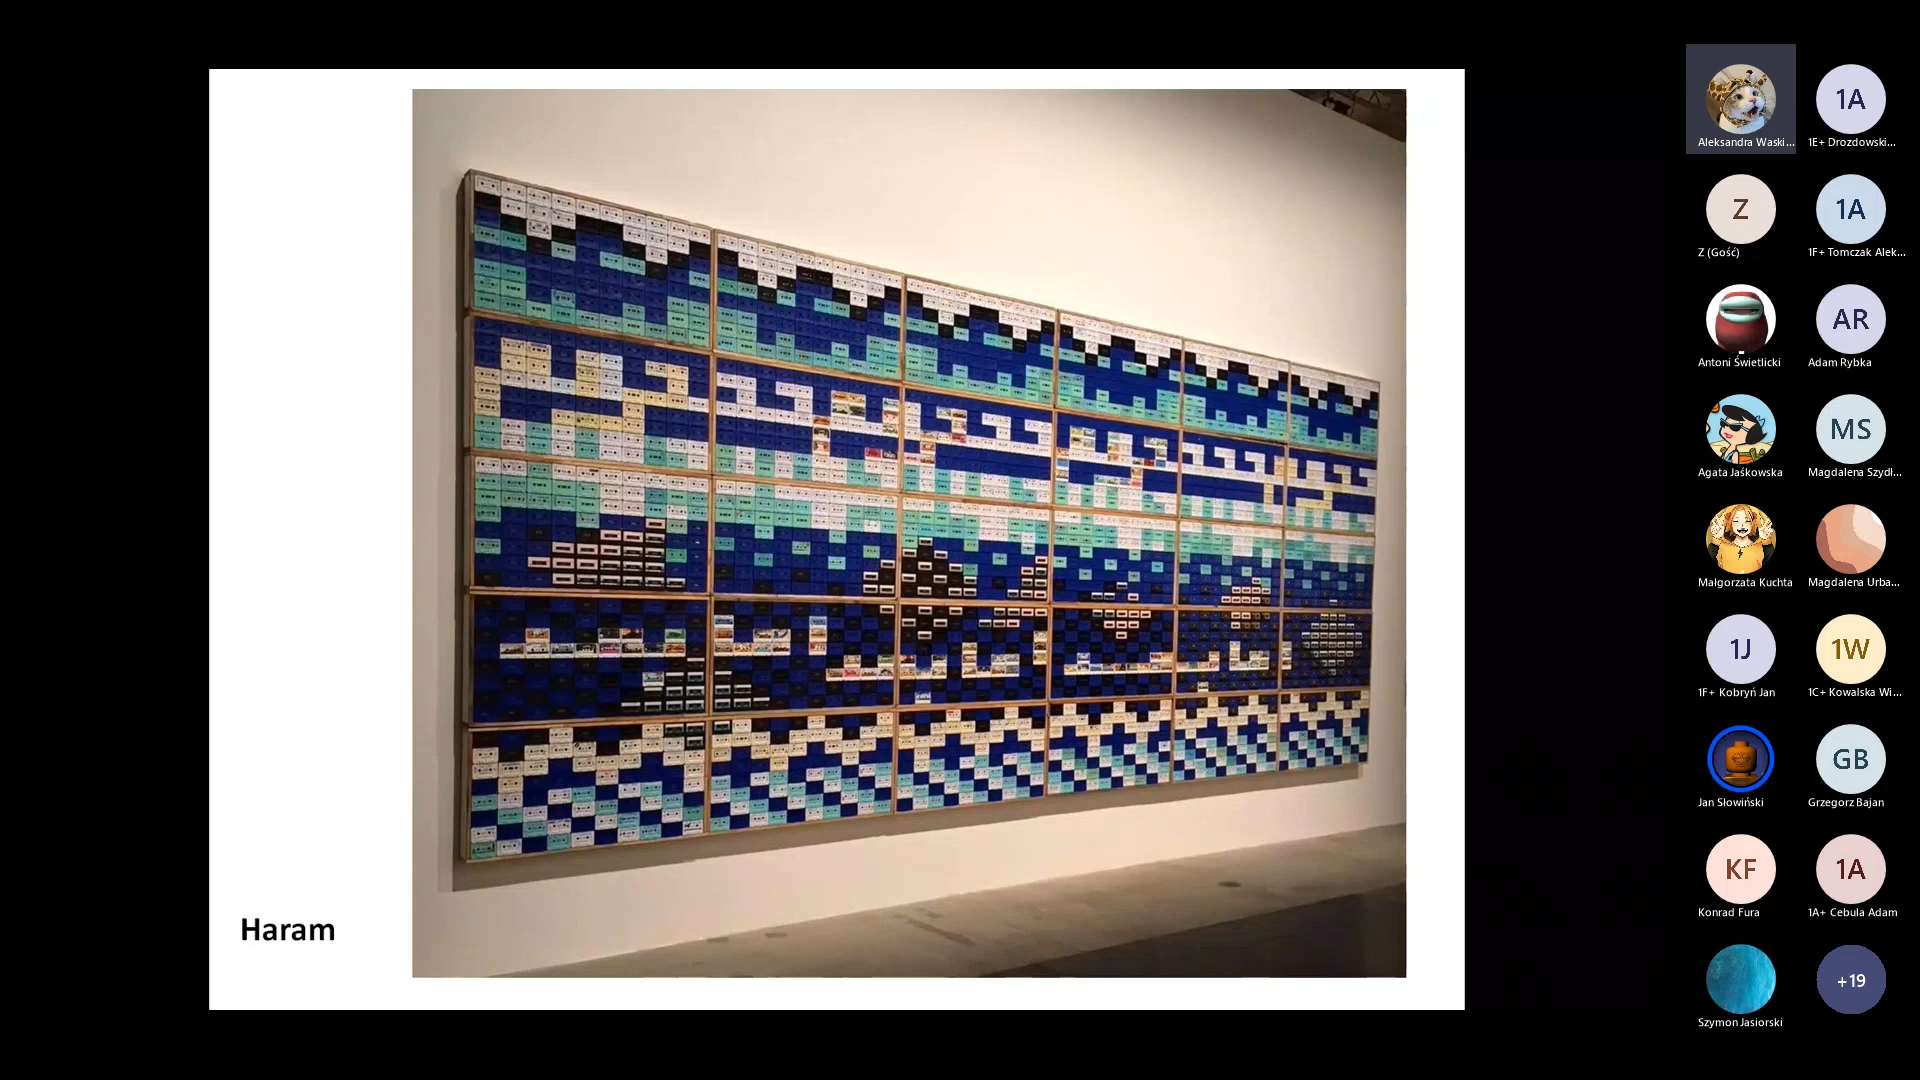 Haram
Aleksandra Waski...
1A
1E+ Drozdowski...
Z
Z (Gość)
1A
1F+ Tomczak Alek...
Antoni Świetlicki
AR
Adam Rybka
Agata Jaśkowska
MS
Magdalena Szydł...
Małgorzata Kuchta
Magdalena Urba...
1J
1F+ Kobryń Jan
1W
1C+ Kowalska Wi...
Jan Słowiński
GB
Grzegorz Bajan
KF
Konrad Fura
1A
1A+ Cebula Adam
Szymon Jasiorski
+19